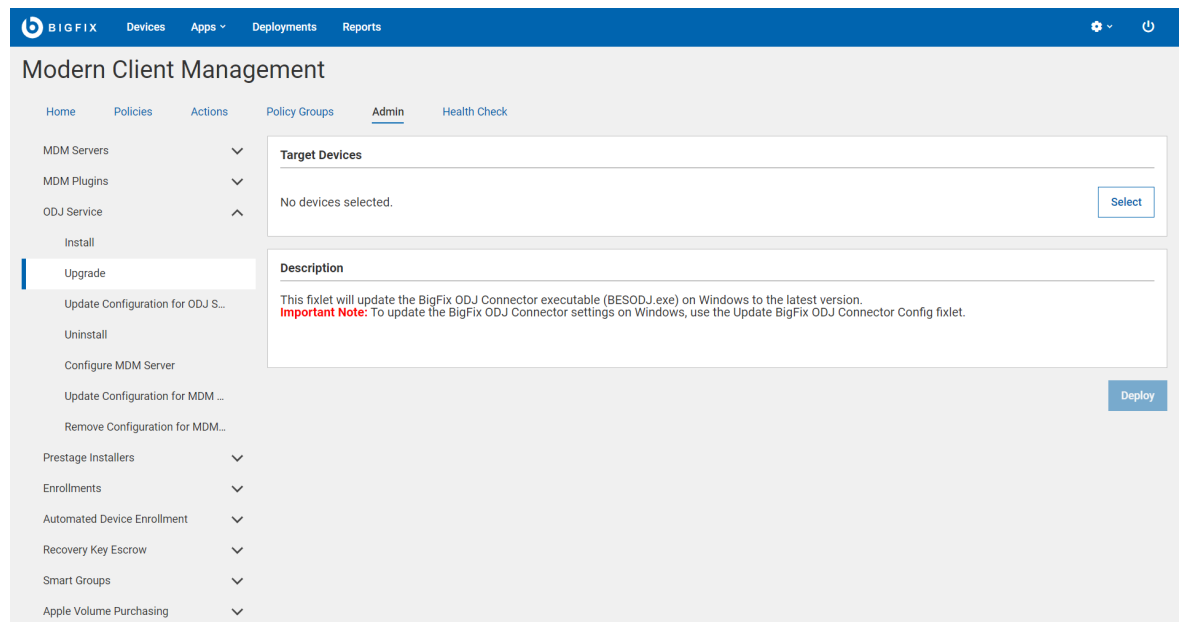 BIGFIX Devices Apps Deployments Reports
Modern Client Management
Home Policies Actions Policy Groups Admin Health Check
MDM Servers
MDM Plugins
ODJ Service
Install
Upgrade
Update Configuration for ODJ S...
Uninstall
Configure MDM Server
Update Configuration for MDM ...
Remove Configuration for MDM...
Prestage Installers
Enrollments
Automated Device Enrollment
Recovery Key Escrow
Smart Groups
Apple Volume Purchasing
Target Devices
No devices selected. Select
Description
This fixlet will update the BigFix ODJ Connector executable (BESODJ.exe) on Windows to the latest version.
Important Note: To update the BigFix ODJ Connector settings on Windows, use the Update BigFix ODJ Connector Config fixlet.
Deploy